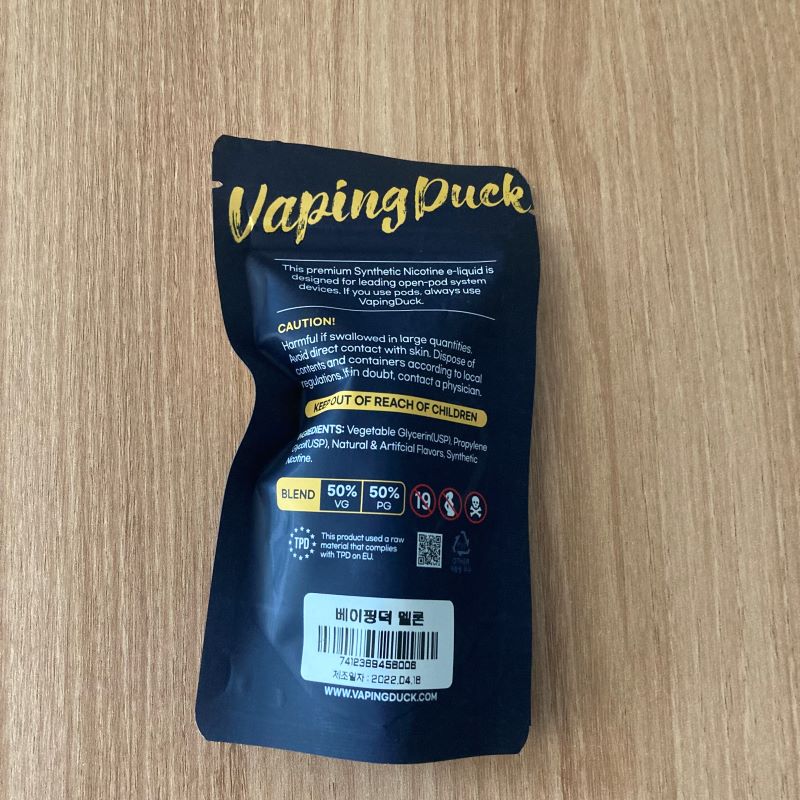 VapingDuck
This premium Synthetic Nicotine e-liquid is
designed for leading open-pod system
devices. If you use pods, always use
VapingDuck.
CAUTION!
Harmful if swallowed in large quantities.
Avoid direct contact with skin. Dispose of
contents and containers according to local
regulations. If in doubt, contact a physician.
KEEP OUT OF REACH OF CHILDREN
INGREDIENTS: Vegetable Glycerin(USP), Propylene
Glycol(USP), Natural & Artifcial Flavors, Synthetic
Nicotine.
BLEND 50% VG 50% PG 19
TPD
This product used a raw
material that complies
with TPD on EU.
OTHER
베이핑덕 멜론
7412369456006
제조일자 : 2022.04.18
WWW.VAPINGDUCK.COM